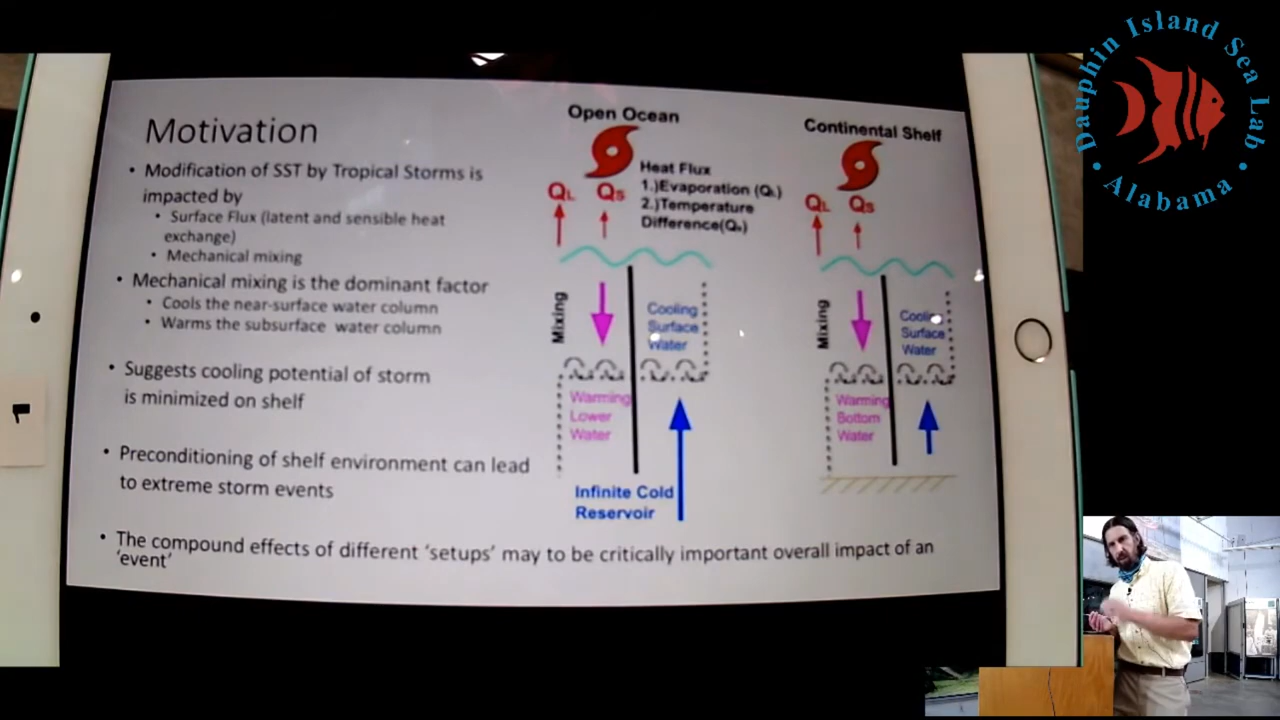 Motivation
• Modification of SST by Tropical Storms is
impacted by
• Surface Flux (latent and sensible heat
exchange)
• Mechanical mixing
• Mechanical mixing is the dominant factor
• Cools the near-surface water column
• Warms the subsurface water column
• Suggests cooling potential of storm
is minimized on shelf
• Preconditioning of shelf environment can lead
to extreme storm events
• The compound effects of different ‘setups’ may to be critically important overall impact of an
‘event’
Open Ocean
Heat Flux
1.)Evaporation (QL)
2.)Temperature
Difference(Qs)
QL
Qs
Mixing
Cooling
Surface
Water
Warming
Lower
Water
Infinite Cold
Reservoir
Continental Shelf
QL
Qs
Mixing
Cooling
Surface
Water
Warming
Bottom
Water
Dauphin Island Sea Lab
• Alabama •